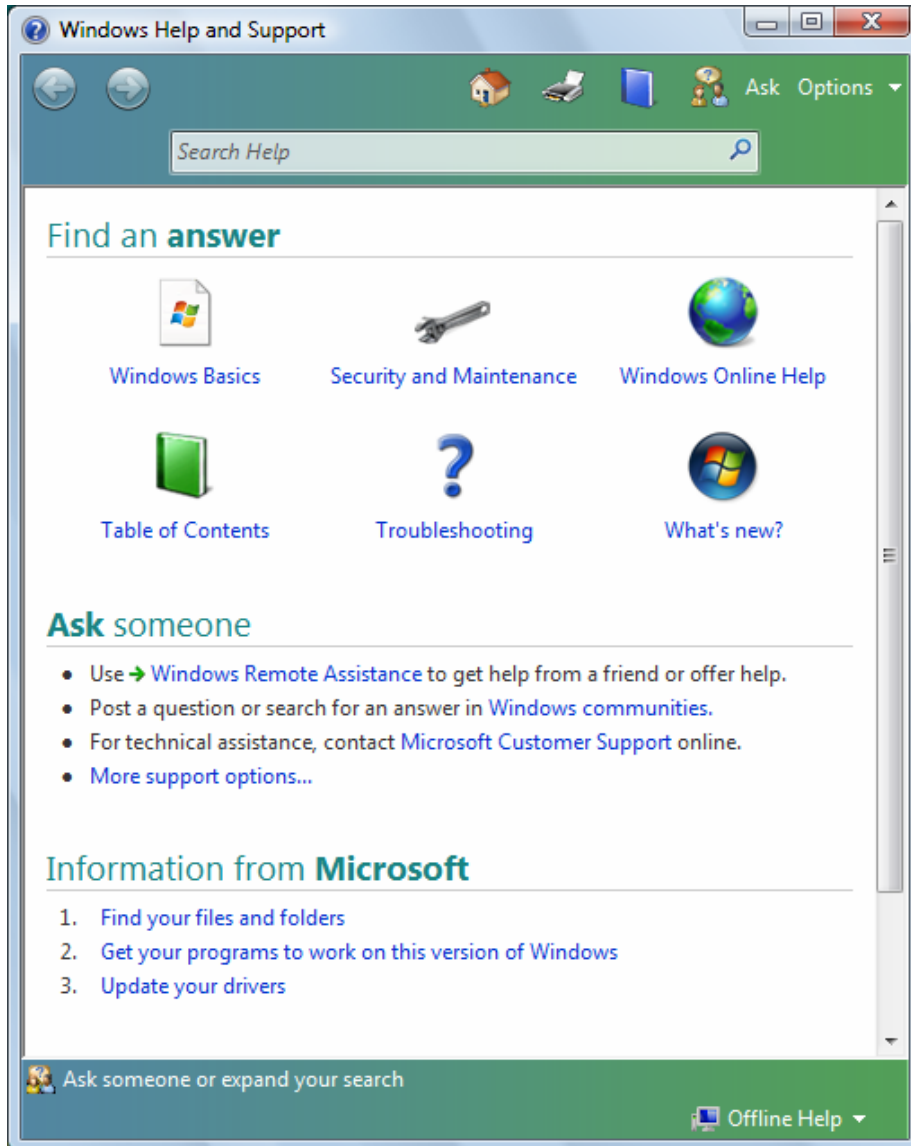 Windows Help and Support
Ask Options
Search Help
Find an answer
Windows Basics
Security and Maintenance
Windows Online Help
Table of Contents
Troubleshooting
What's new?
Ask someone
• Use Windows Remote Assistance to get help from a friend or offer help.
• Post a question or search for an answer in Windows communities.
• For technical assistance, contact Microsoft Customer Support online.
• More support options...
Information from Microsoft
1. Find your files and folders
2. Get your programs to work on this version of Windows
3. Update your drivers
Ask someone or expand your search
Offline Help